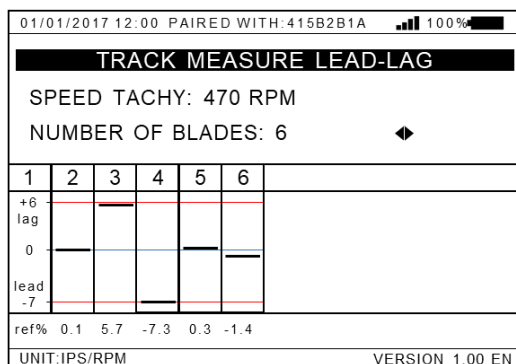 01/01/2017 12:00 PAIRED WITH:415B2B1A 100%
TRACK MEASURE LEAD-LAG
SPEED TACHY: 470 RPM
NUMBER OF BLADES: 6
1 2 3 4 5 6
+6
lag
0
lead
-7
ref% 0.1 5.7 -7.3 0.3 -1.4
UNIT:IPS/RPM VERSION 1.00 EN